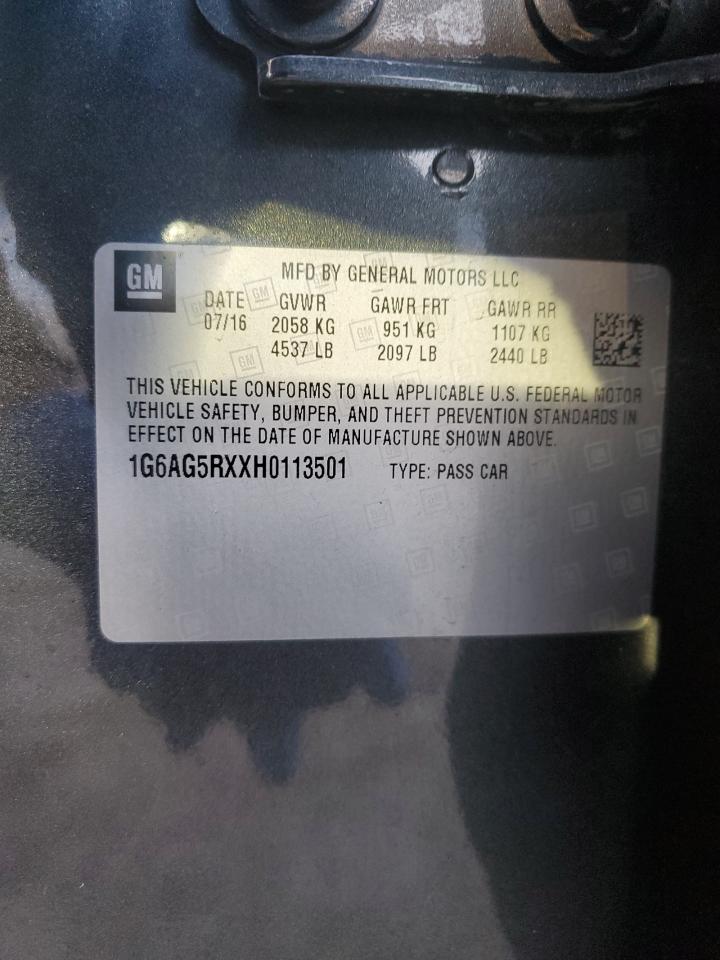 GM
MFD BY GENERAL MOTORS LLC
DATE GVWR GAWR FRT GAWR RR
07/16 2058 KG 951 KG 1107 KG
4537 LB 2097 LB 2440 LB
THIS VEHICLE CONFORMS TO ALL APPLICABLE U.S. FEDERAL MOTOR
VEHICLE SAFETY, BUMPER, AND THEFT PREVENTION STANDARDS IN
EFFECT ON THE DATE OF MANUFACTURE SHOWN ABOVE.
1G6AG5RXXH0113501 TYPE: PASS CAR